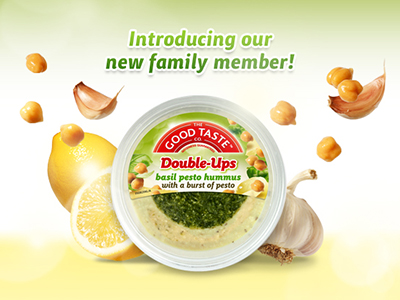 Introducing our
new family member!
THE
GOOD TASTE
CO
Double-Ups
basil pesto hummus
with a burst of pesto